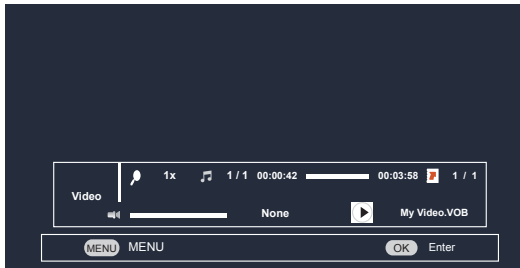 1x 1 / 1 00:00:42 00:03:58 1 / 1
Video
None My Video.VOB
MENU MENU OK Enter